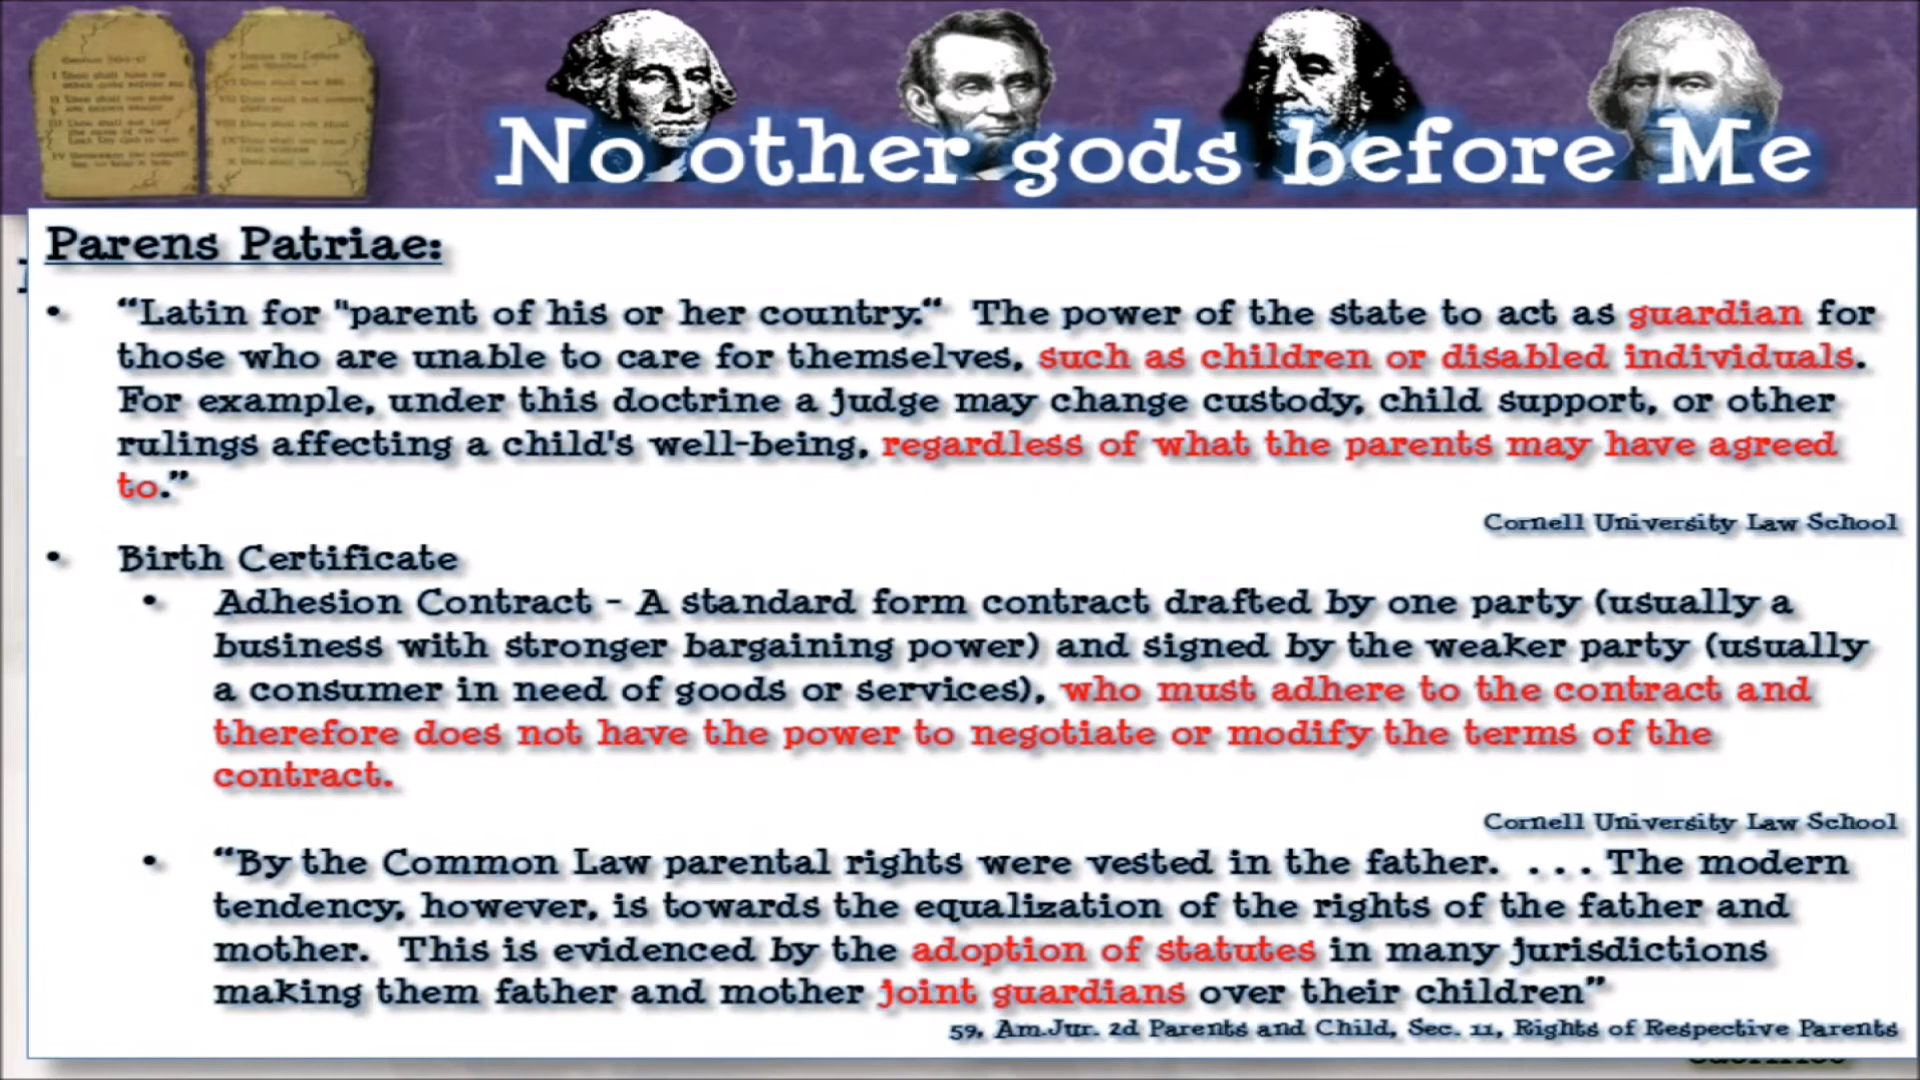 No other gods before Me
Parens Patriae:
• “Latin for "parent of his or her country.“ The power of the state to act as guardian for
those who are unable to care for themselves, such as children or disabled individuals.
For example, under this doctrine a judge may change custody, child support, or other
rulings affecting a child's well-being, regardless of what the parents may have agreed
to.”
Cornell University Law School
• Birth Certificate
• Adhesion Contract - A standard form contract drafted by one party (usually a
business with stronger bargaining power) and signed by the weaker party (usually
a consumer in need of goods or services), who must adhere to the contract and
therefore does not have the power to negotiate or modify the terms of the
contract.
Cornell University Law School
• “By the Common Law parental rights were vested in the father. . . . The modern
tendency, however, is towards the equalization of the rights of the father and
mother. This is evidenced by the adoption of statutes in many jurisdictions
making them father and mother joint guardians over their children”
59, Am.Jur. 2d Parents and Child, Sec. 11, Rights of Respective Parents